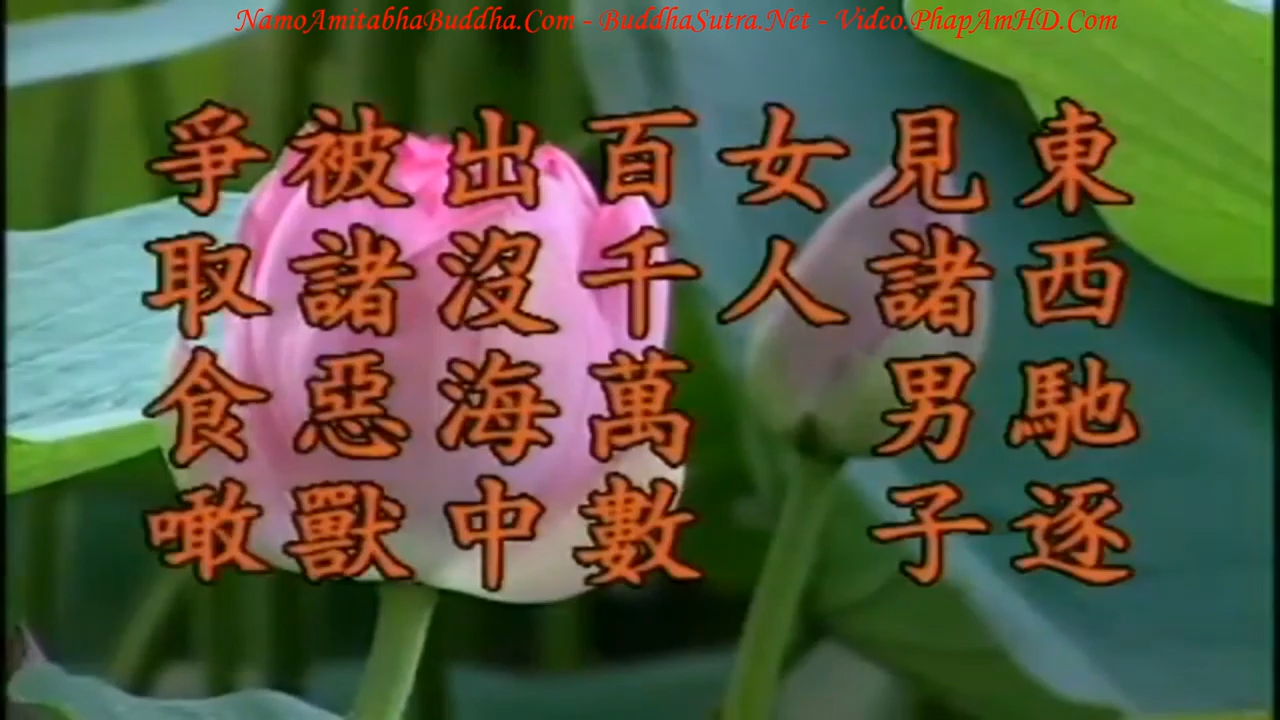 NamoAmitabhaBuddha.Com - BuddhaSutra.Net - Video.PhapAmHD.Com
東西馳逐
見諸男子
女人
百千萬數
出沒海中
被諸惡獸
爭取食噉